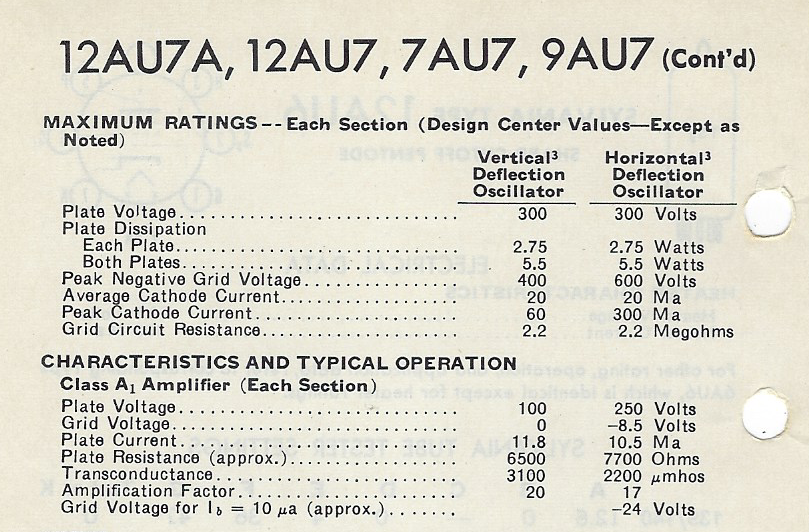 12AU7A, 12AU7, 7AU7, 9AU7 (Cont'd)
MAXIMUM RATINGS--Each Section (Design Center Values—Except as
Noted)
Vertical³ Horizontal³
Deflection Deflection
Oscillator Oscillator
Plate Voltage 300 300 Volts
Plate Dissipation
Each Plate 2.75 2.75 Watts
Both Plates 5.5 5.5 Watts
Peak Negative Grid Voltage 400 600 Volts
Average Cathode Current 20 20 Ma
Peak Cathode Current 60 300 Ma
Grid Circuit Resistance 2.2 2.2 Megohms
CHARACTERISTICS AND TYPICAL OPERATION
Class A₁ Amplifier (Each Section)
Plate Voltage 100 250 Volts
Grid Voltage 0 –8.5 Volts
Plate Current 11.8 10.5 Ma
Plate Resistance (approx.) 6500 7700 Ohms
Transconductance 3100 2200 μmhos
Amplification Factor 20 17
Grid Voltage for Ib = 10 μa (approx.) –24 Volts